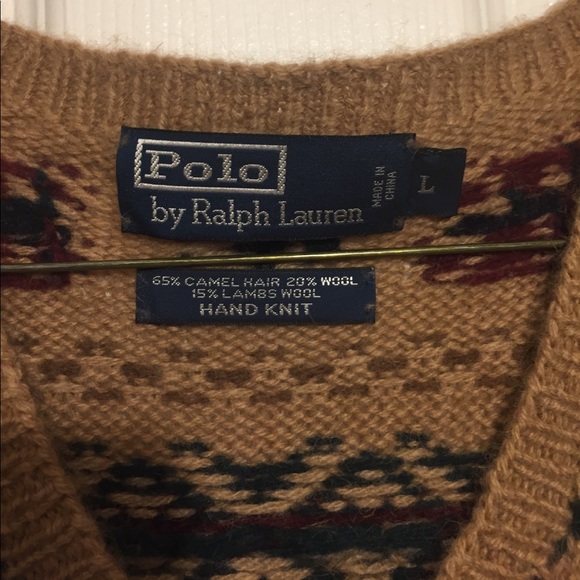 Polo
by Ralph Lauren
MADE IN
CHINA
L
65% CAMEL HAIR 20% WOOL
15% LAMBS WOOL
HAND KNIT